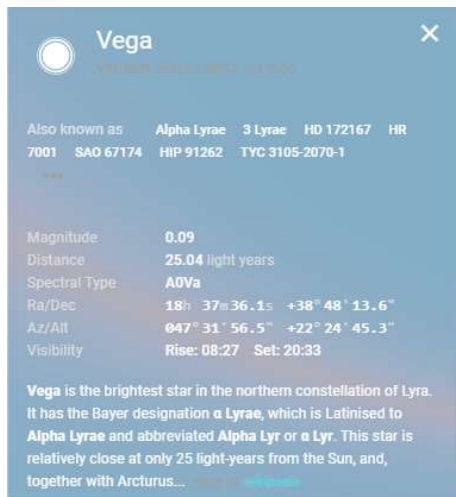 Vega
Also known as Alpha Lyrae 3 Lyrae HD 172167 HR
7001 SAO 67174 HIP 91262 TYC 3105-2070-1
Magnitude 0.09
Distance 25.04 light years
Spectral Type A0Va
Ra/Dec 18h 37m36.1s +38°48'13.6"
Az/Alt 047°31'56.5" +22°24'45.3"
Visibility Rise: 08:27 Set: 20:33
Vega is the brightest star in the northern constellation of Lyra.
It has the Bayer designation α Lyrae, which is Latinised to
Alpha Lyrae and abbreviated Alpha Lyr or α Lyr. This star is
relatively close at only 25 light-years from the Sun, and,
together with Arcturus... wikipedia